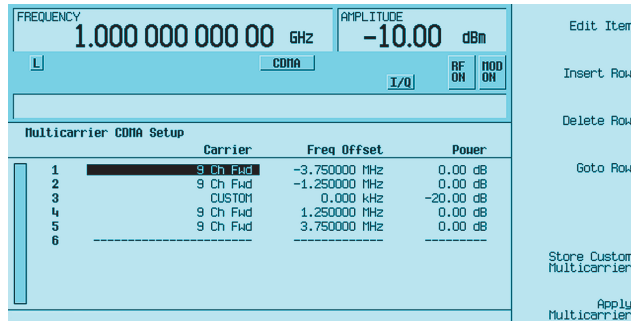 FREQUENCY
1.000 000 000 00 GHz
AMPLITUDE
-10.00 dBm
L
CDMA
I/Q
RF ON
MOD ON
Multicarrier CDMA Setup
Carrier Freq Offset Power
1 9 Ch Fwd -3.750000 MHz 0.00 dB
2 9 Ch Fwd -1.250000 MHz 0.00 dB
3 CUSTOM 0.000 kHz -20.00 dB
4 9 Ch Fwd 1.250000 MHz 0.00 dB
5 9 Ch Fwd 3.750000 MHz 0.00 dB
6 ----------------------- ------------- ---------
Edit Item
Insert Row
Delete Row
Goto Row
Store Custom
Multicarrier
Apply
Multicarrier